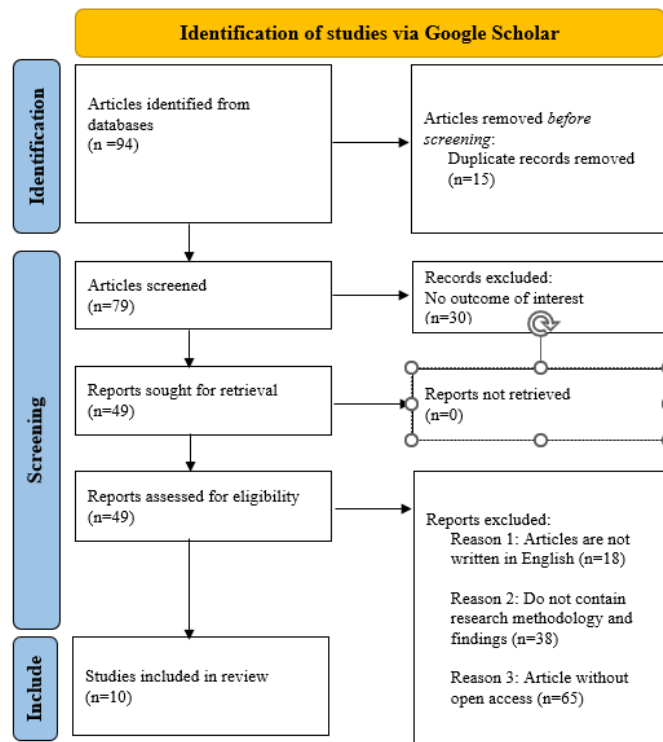 Identification of studies via Google Scholar
Identification
Articles identified from
databases
(n =94)
Articles removed before
screening:
Duplicate records removed
(n=15)
Screening
Articles screened
(n=79)
Records excluded:
No outcome of interest
(n=30)
Reports sought for retrieval
(n=49)
Reports not retrieved
(n=0)
Reports assessed for eligibility
(n=49)
Reports excluded:
Reason 1: Articles are not
written in English (n=18)
Reason 2: Do not contain
research methodology and
findings (n=38)
Reason 3: Article without
open access (n=65)
Include
Studies included in review
(n=10)